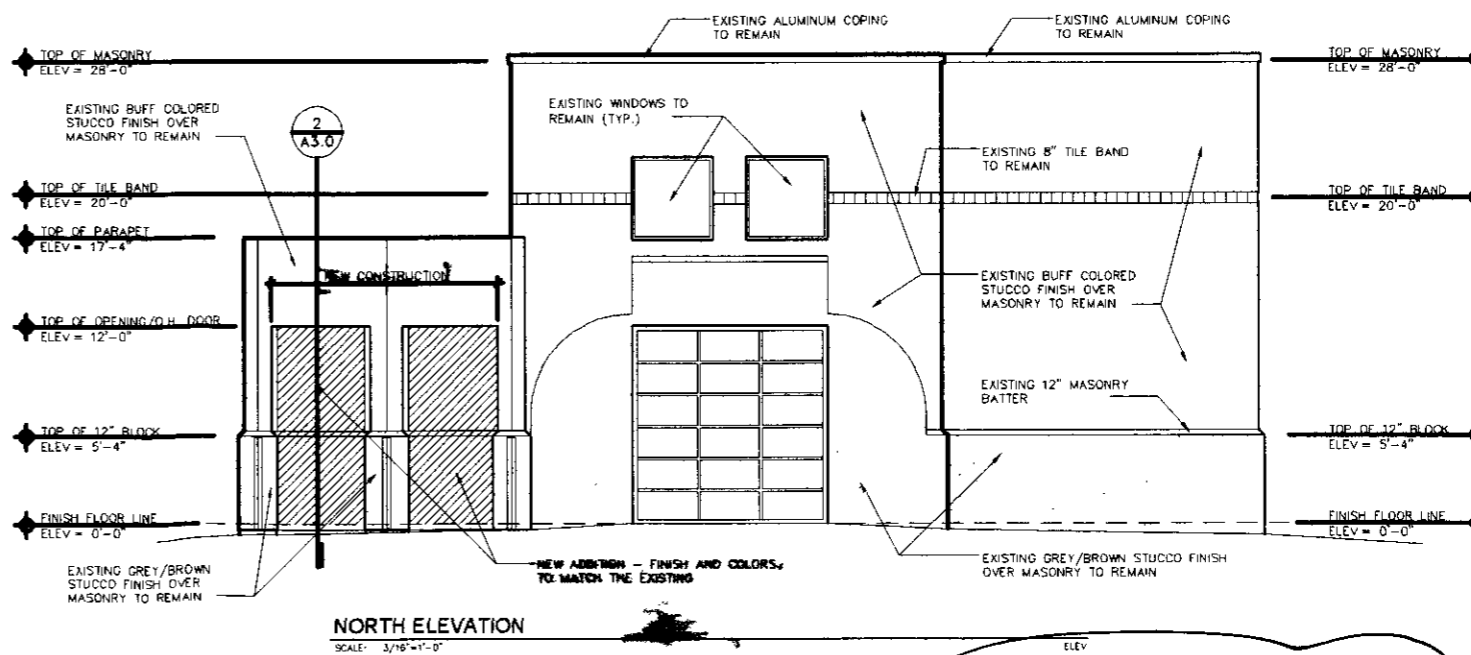 EXISTING ALUMINUM COPING
TO REMAIN
EXISTING ALUMINUM COPING
TO REMAIN
TOP OF MASONRY
ELEV = 28'-0"
TOP OF MASONRY
ELEV = 28'-0"
EXISTING BUFF COLORED
STUCCO FINISH OVER
MASONRY TO REMAIN
2
A3.0
EXISTING WINDOWS TO
REMAIN (TYP.)
EXISTING 8" TILE BAND
TO REMAIN
TOP OF TILE BAND
ELEV = 20'-0"
TOP OF TILE BAND
ELEV = 20'-0"
TOP OF PARAPET
ELEV = 17'-4"
NEW CONSTRUCTION
EXISTING BUFF COLORED
STUCCO FINISH OVER
MASONRY TO REMAIN
TOP OF OPENING/O.H. DOOR
ELEV = 12'-0"
EXISTING 12" MASONRY
BATTER
TOP OF 12" BLOCK
ELEV = 5'-4"
TOP OF 12" BLOCK
ELEV = 5'-4"
FINISH FLOOR LINE
ELEV = 0'-0"
FINISH FLOOR LINE
ELEV = 0'-0"
EXISTING GREY/BROWN
STUCCO FINISH OVER
MASONRY TO REMAIN
NEW ADDITION - FINISH AND COLORS
TO MATCH THE EXISTING
EXISTING GREY/BROWN STUCCO FINISH
OVER MASONRY TO REMAIN
NORTH ELEVATION
SCALE: 3/16"=1'-0"
ELEV